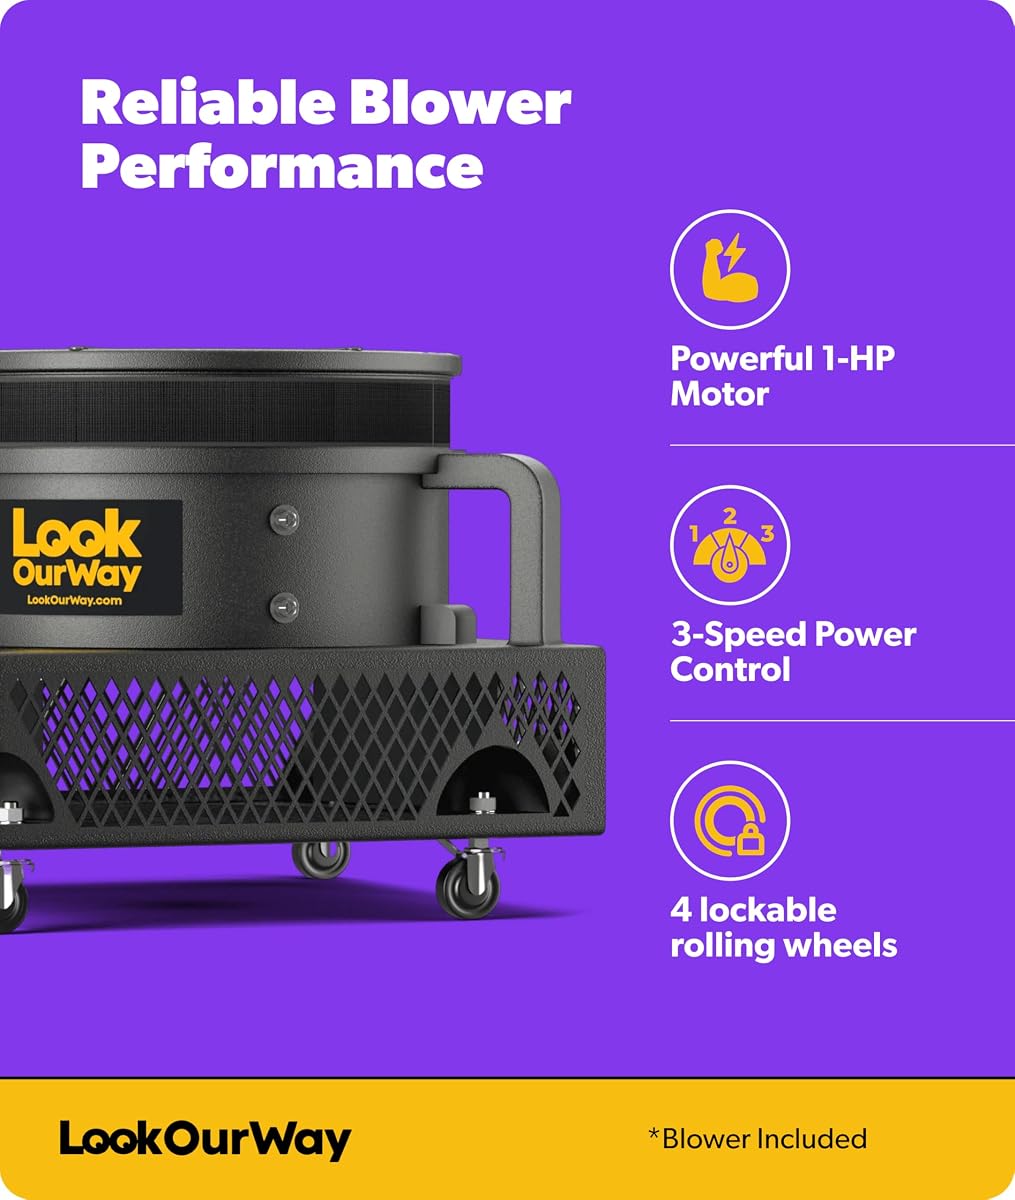 Reliable Blower
Performance
Powerful 1-HP
Motor
Look
OurWay
LookOurWay.com
1 2 3
3-Speed Power
Control
4 lockable
rolling wheels
LookOurWay
*Blower Included